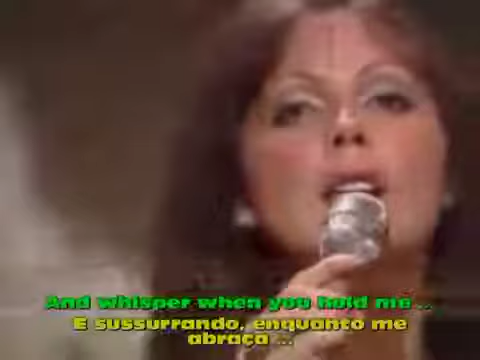 And whisper when you hold me ...
E sussurrando, enquanto me
abraça ...